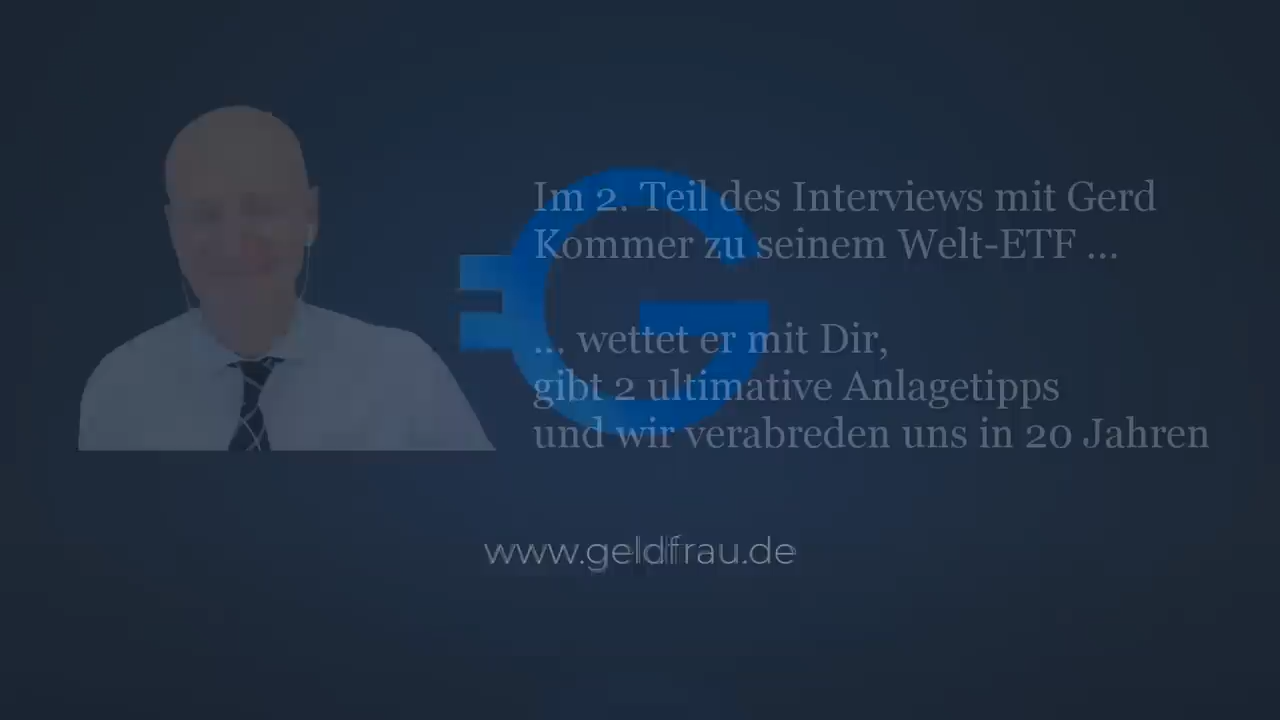 Im 2. Teil des Interviews mit Gerd
Kommer zu seinem Welt-ETF ...
... wettet er mit Dir,
gibt 2 ultimative Anlagetipps
und wir verabreden uns in 20 Jahren
www.geldfrau.de